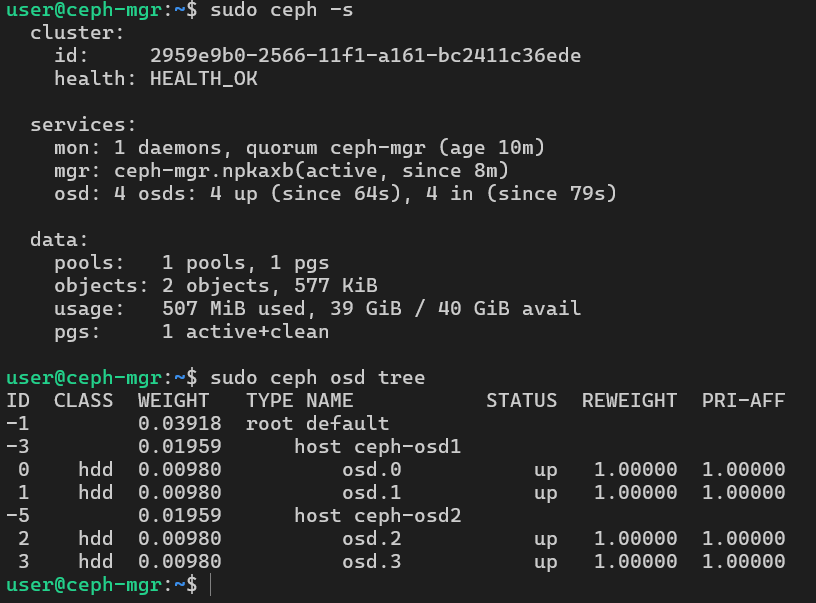 user@ceph-mgr:~$ sudo ceph -s
  cluster:
    id:     2959e9b0-2566-11f1-a161-bc2411c36ede
    health: HEALTH_OK

  services:
    mon: 1 daemons, quorum ceph-mgr (age 10m)
    mgr: ceph-mgr.npkaxb(active, since 8m)
    osd: 4 osds: 4 up (since 64s), 4 in (since 79s)

  data:
    pools:   1 pools, 1 pgs
    objects: 2 objects, 577 KiB
    usage:   507 MiB used, 39 GiB / 40 GiB avail
    pgs:     1 active+clean

user@ceph-mgr:~$ sudo ceph osd tree
ID  CLASS  WEIGHT   TYPE NAME           STATUS  REWEIGHT  PRI-AFF
-1         0.03918  root default
-3         0.01959      host ceph-osd1
 0    hdd  0.00980          osd.0           up   1.00000  1.00000
 1    hdd  0.00980          osd.1           up   1.00000  1.00000
-5         0.01959      host ceph-osd2
 2    hdd  0.00980          osd.2           up   1.00000  1.00000
 3    hdd  0.00980          osd.3           up   1.00000  1.00000
user@ceph-mgr:~$